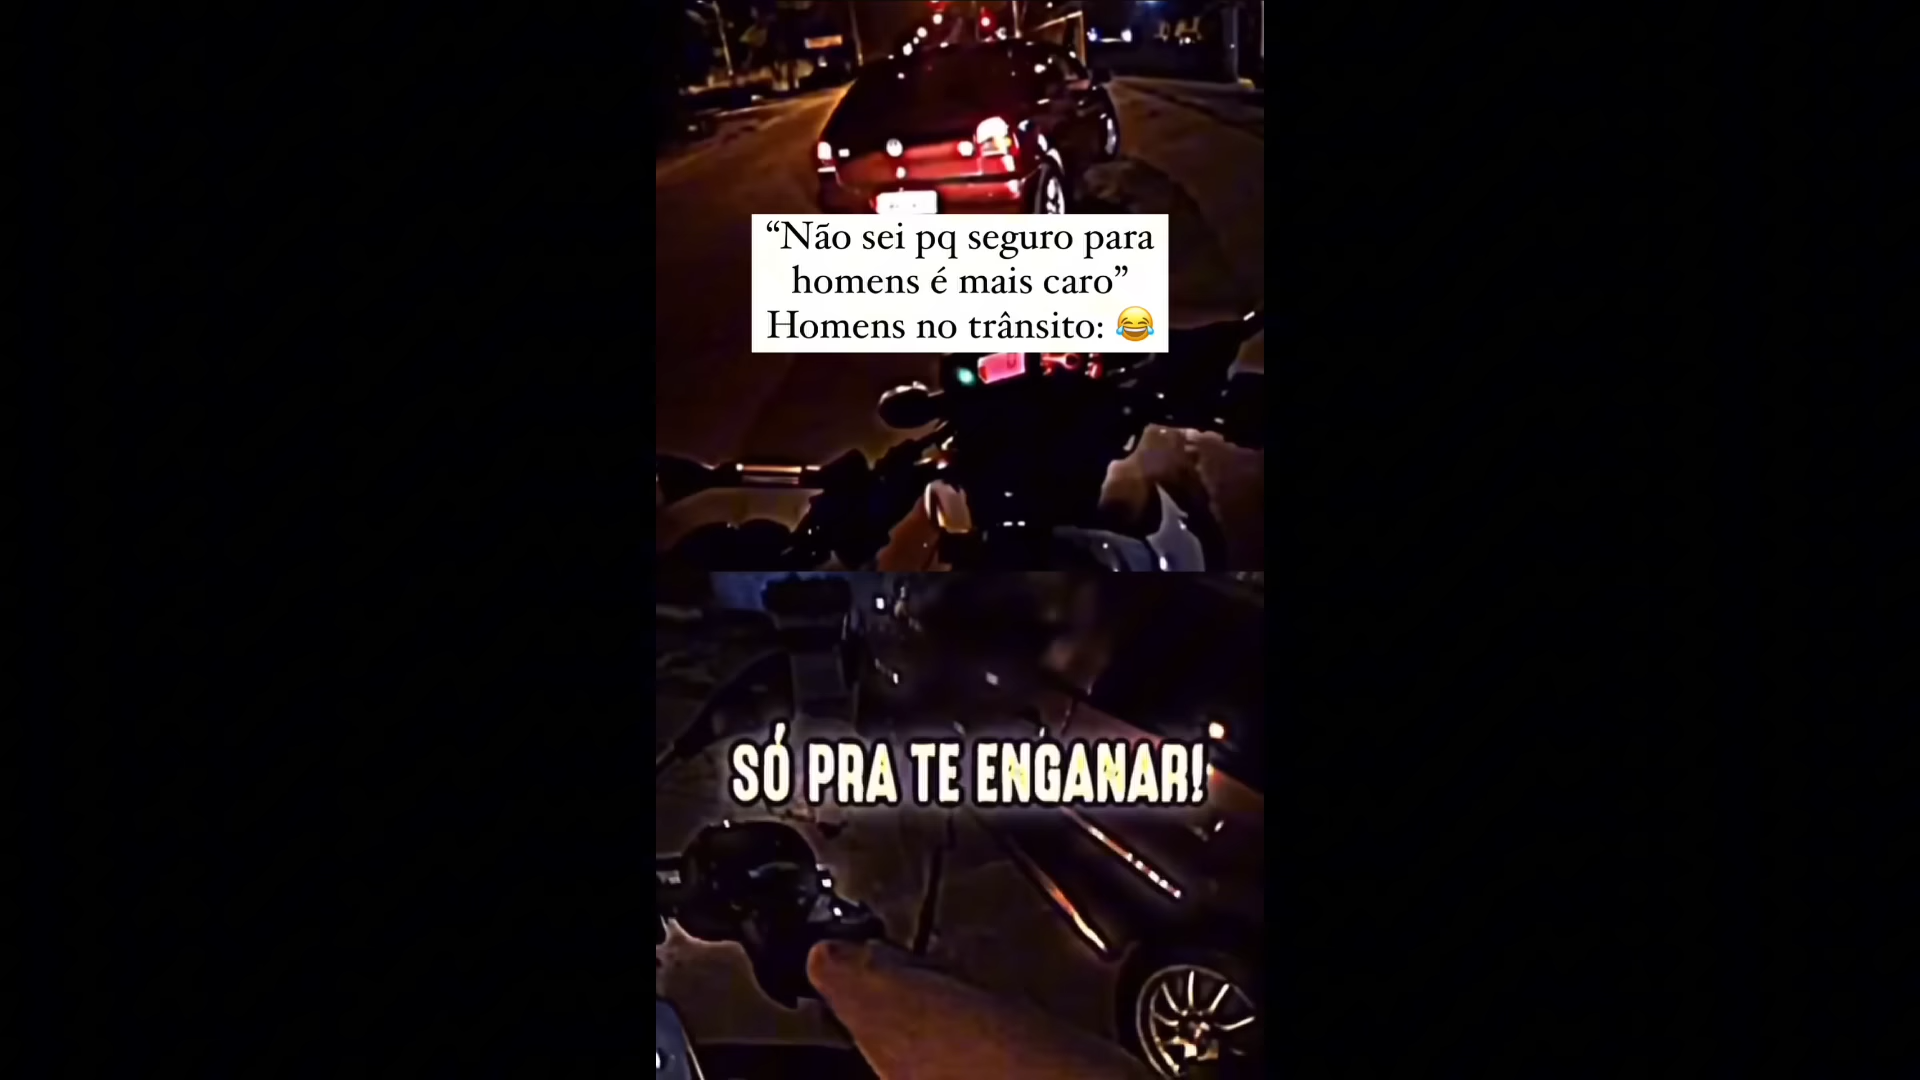 “Não sei pq seguro para
homens é mais caro”
Homens no trânsito: 😂
SÓ PRA TE ENGANAR!